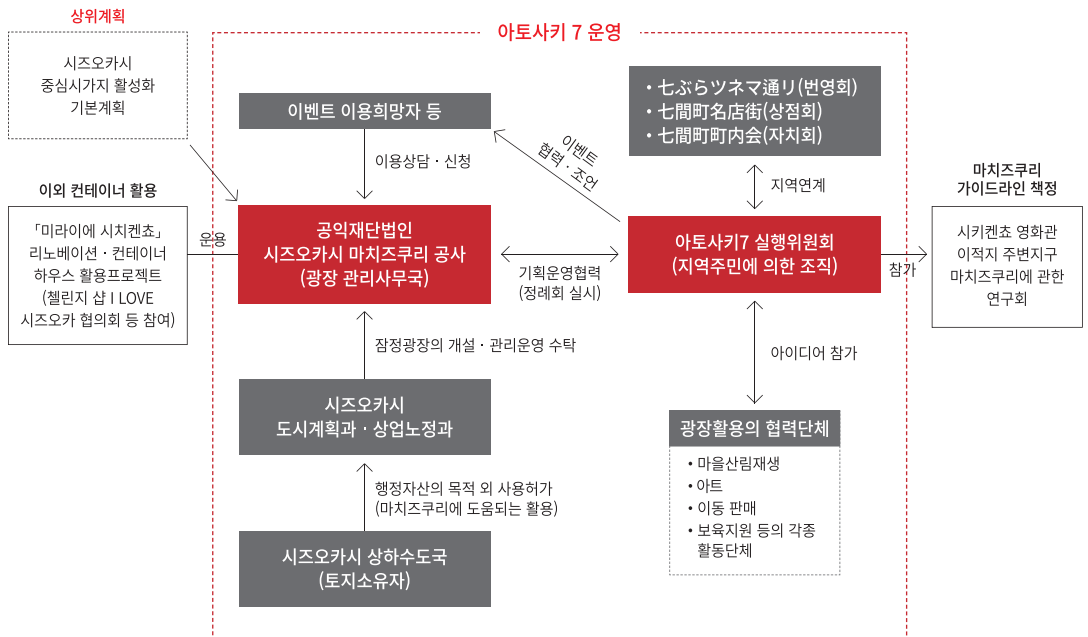 상위계획
시즈오카시
중심시가지 활성화
기본계획
아토사키 7 운영
이벤트 이용희망자 등
이용상담 · 신청
이벤트
협력 · 조언
• 七ぶらツネマ通リ(번영회)
• 七間町名店街(상점회)
• 七間町町内会(자치회)
지역연계
이외 컨테이너 활용
「미라이에 시치켄쵸」
리노베이션 · 컨테이너
하우스 활용프로젝트
(첼린지 샵 I LOVE
시즈오카 협의회 등 참여)
운용
공익재단법인
시즈오카시 마치즈쿠리 공사
(광장 관리사무국)
기획운영협력
(정례회 실시)
아토사키7 실행위원회
(지역주민에 의한 조직)
참가
마치즈쿠리
가이드라인 책정
시키켄쵸 영화관
이적지 주변지구
마치즈쿠리에 관한
연구회
잠정광장의 개설 · 관리운영 수탁
아이디어 참가
시즈오카시
도시계획과 · 상업노정과
행정자산의 목적 외 사용허가
(마치즈쿠리에 도움되는 활용)
시즈오카시 상하수도국
(토지소유자)
광장활용의 협력단체
• 마을산림재생
• 아트
• 이동 판매
• 보육지원 등의 각종
활동단체